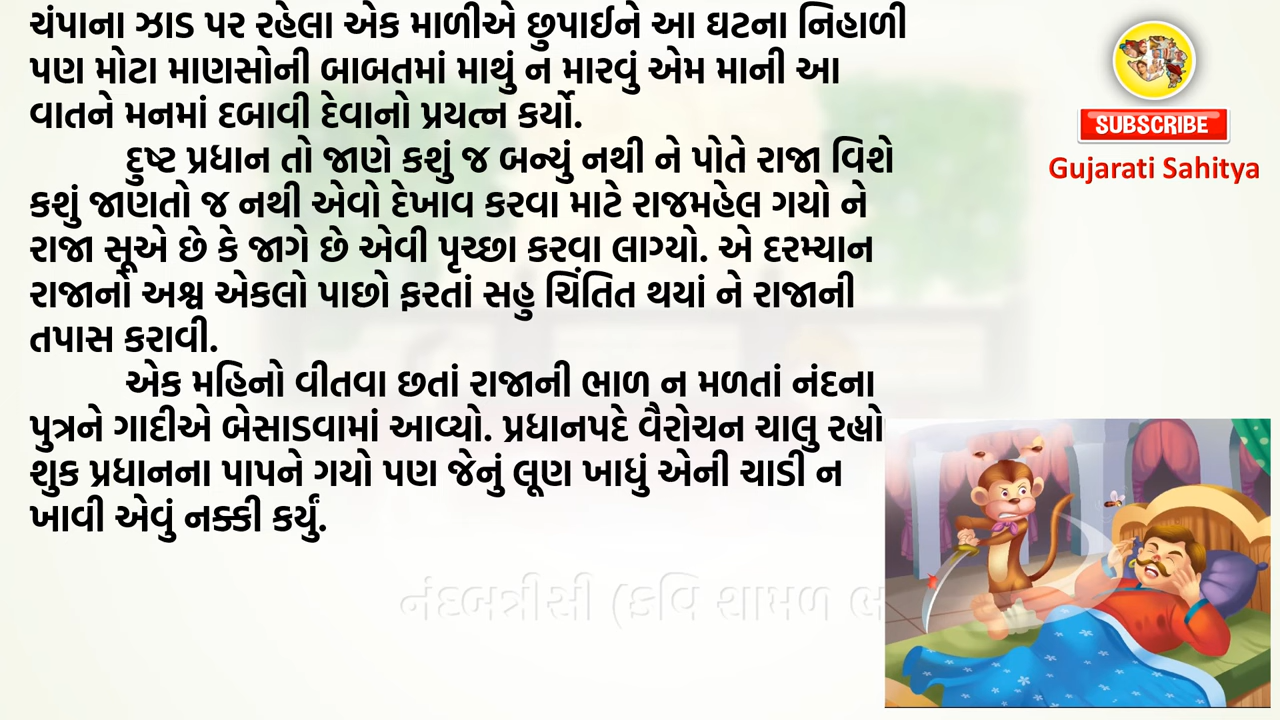 ચંપાના ઝાડ પર રહેલા એક માળીએ છુપાઈને આ ઘટના નિહાળી
પણ મોટા માણસોની બાબતમાં માથું ન મારવું એમ માની આ
વાતને મનમાં દબાવી દેવાનો પ્રયત્ન કર્યો.
દુષ્ટ પ્રધાન તો જાણે કશું જ બન્યું નથી ને પોતે રાજા વિશે
કશું જાણતો જ નથી એવો દેખાવ કરવા માટે રાજમહેલ ગયો ને
રાજા સૂએ છે કે જાગે છે એવી પૃચ્છા કરવા લાગ્યો. એ દરમ્યાન
રાજાનો અશ્વ એકલો પાછો ફરતાં સહુ ચિંતિત થયાં ને રાજાની
તપાસ કરાવી.
એક મહિનો વીતવા છતાં રાજાની ભાળ ન મળતાં નંદના
પુત્રને ગાદીએ બેસાડવામાં આવ્યો. પ્રધાનપદે વૈરોચન ચાલુ રહ્યો
શુક પ્રધાનના પાપને ગયો પણ જેનું લૂણ ખાધું એની ચાડી ન
ખાવી એવું નક્કી કર્યું.
નંદબત્રીસી (કવિ શામળ
SUBSCRIBE
Gujarati Sahitya